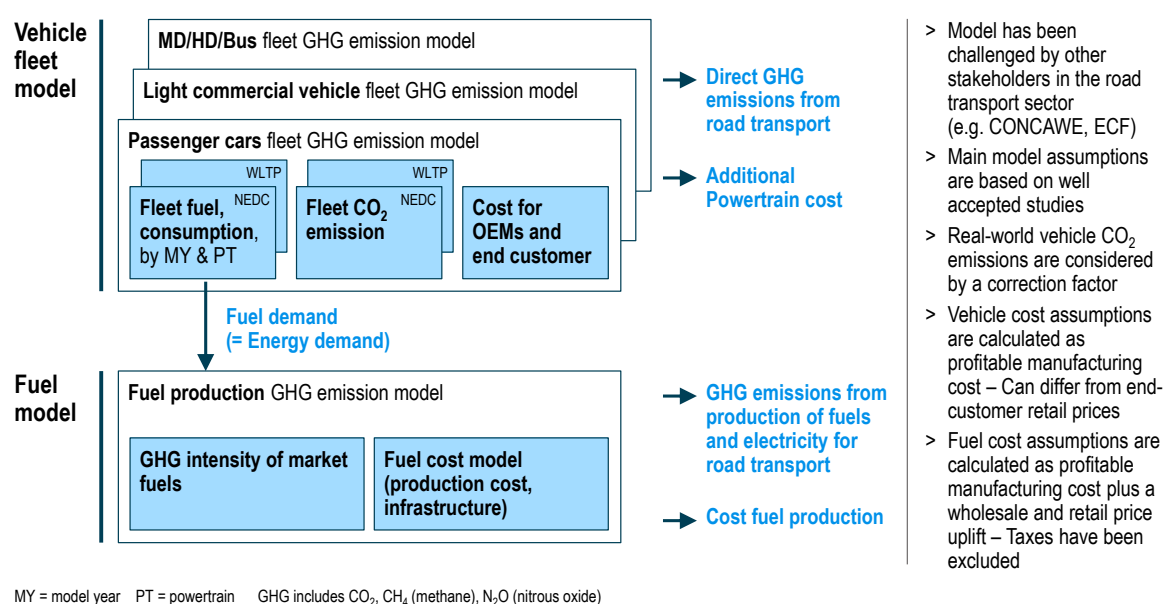 Vehicle
fleet
model
MD/HD/Bus fleet GHG emission model
Light commercial vehicle fleet GHG emission model
Passenger cars fleet GHG emission model
WLTP
NEDC
Fleet fuel,
consumption,
by MY & PT
WLTP
NEDC
Fleet CO₂
emission
Cost for
OEMs and
end customer
Direct GHG
emissions from
road transport
Additional
Powertrain cost
Fuel demand
(= Energy demand)
Fuel
model
Fuel production GHG emission model
GHG intensity of market
fuels
Fuel cost model
(production cost,
infrastructure)
GHG emissions from
production of fuels
and electricity for
road transport
Cost fuel production
> Model has been
challenged by other
stakeholders in the road
transport sector
(e.g. CONCAWE, ECF)
> Main model assumptions
are based on well
accepted studies
> Real-world vehicle CO₂
emissions are considered
by a correction factor
> Vehicle cost assumptions
are calculated as
profitable manufacturing
cost – Can differ from end-
customer retail prices
> Fuel cost assumptions are
calculated as profitable
manufacturing cost plus a
wholesale and retail price
uplift – Taxes have been
excluded
MY = model year PT = powertrain GHG includes CO₂, CH₄ (methane), N₂O (nitrous oxide)